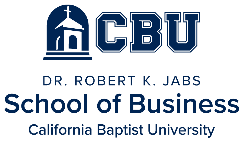 CBU
DR. ROBERT K. JABS
School of Business
California Baptist University